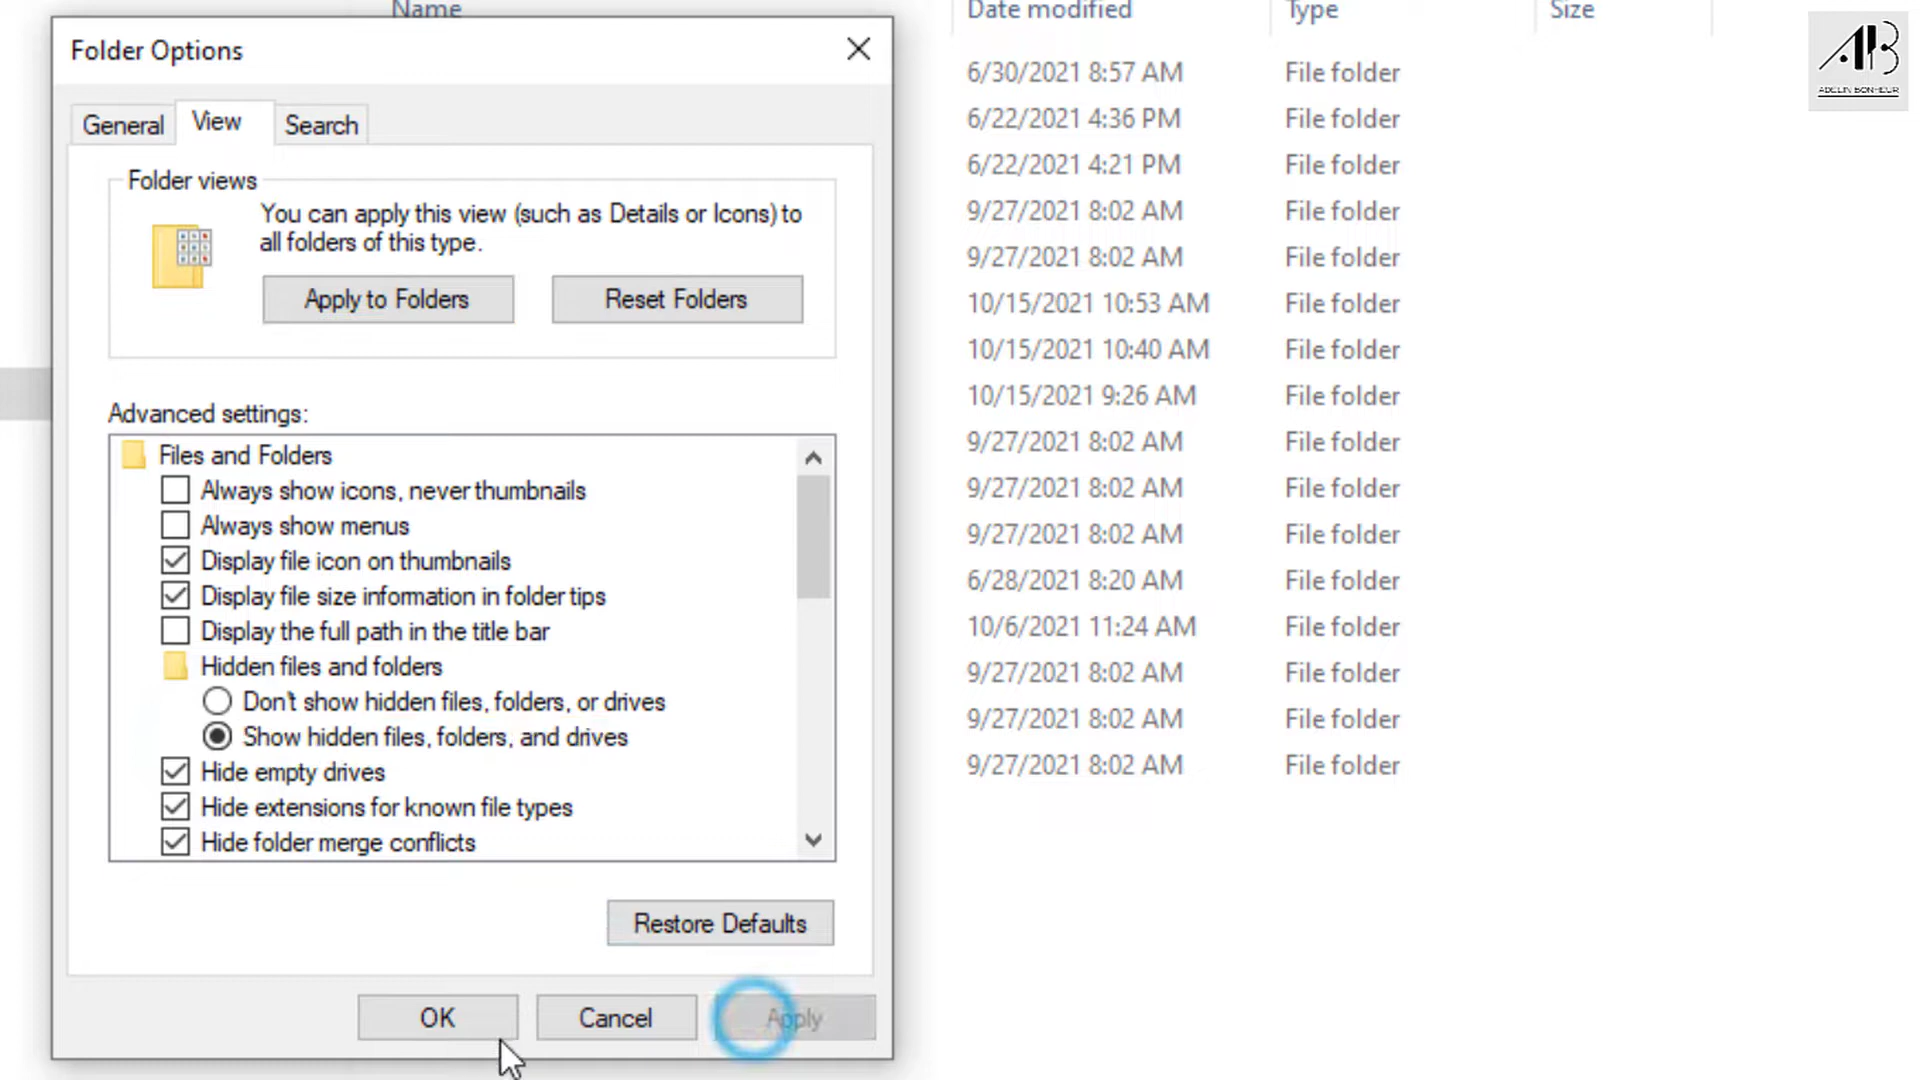 Name
Date modified
Type
Size
Folder Options
General
View
Search
Folder views
You can apply this view (such as Details or Icons) to
all folders of this type.
Apply to Folders
Reset Folders
Advanced settings:
Files and Folders
Always show icons, never thumbnails
Always show menus
Display file icon on thumbnails
Display file size information in folder tips
Display the full path in the title bar
Hidden files and folders
Don't show hidden files, folders, or drives
Show hidden files, folders, and drives
Hide empty drives
Hide extensions for known file types
Hide folder merge conflicts
Restore Defaults
OK
Cancel
Apply
6/30/2021 8:57 AM File folder
6/22/2021 4:36 PM File folder
6/22/2021 4:21 PM File folder
9/27/2021 8:02 AM File folder
9/27/2021 8:02 AM File folder
10/15/2021 10:53 AM File folder
10/15/2021 10:40 AM File folder
10/15/2021 9:26 AM File folder
9/27/2021 8:02 AM File folder
9/27/2021 8:02 AM File folder
9/27/2021 8:02 AM File folder
6/28/2021 8:20 AM File folder
10/6/2021 11:24 AM File folder
9/27/2021 8:02 AM File folder
9/27/2021 8:02 AM File folder
9/27/2021 8:02 AM File folder
AB
ADELIN BONHEUR